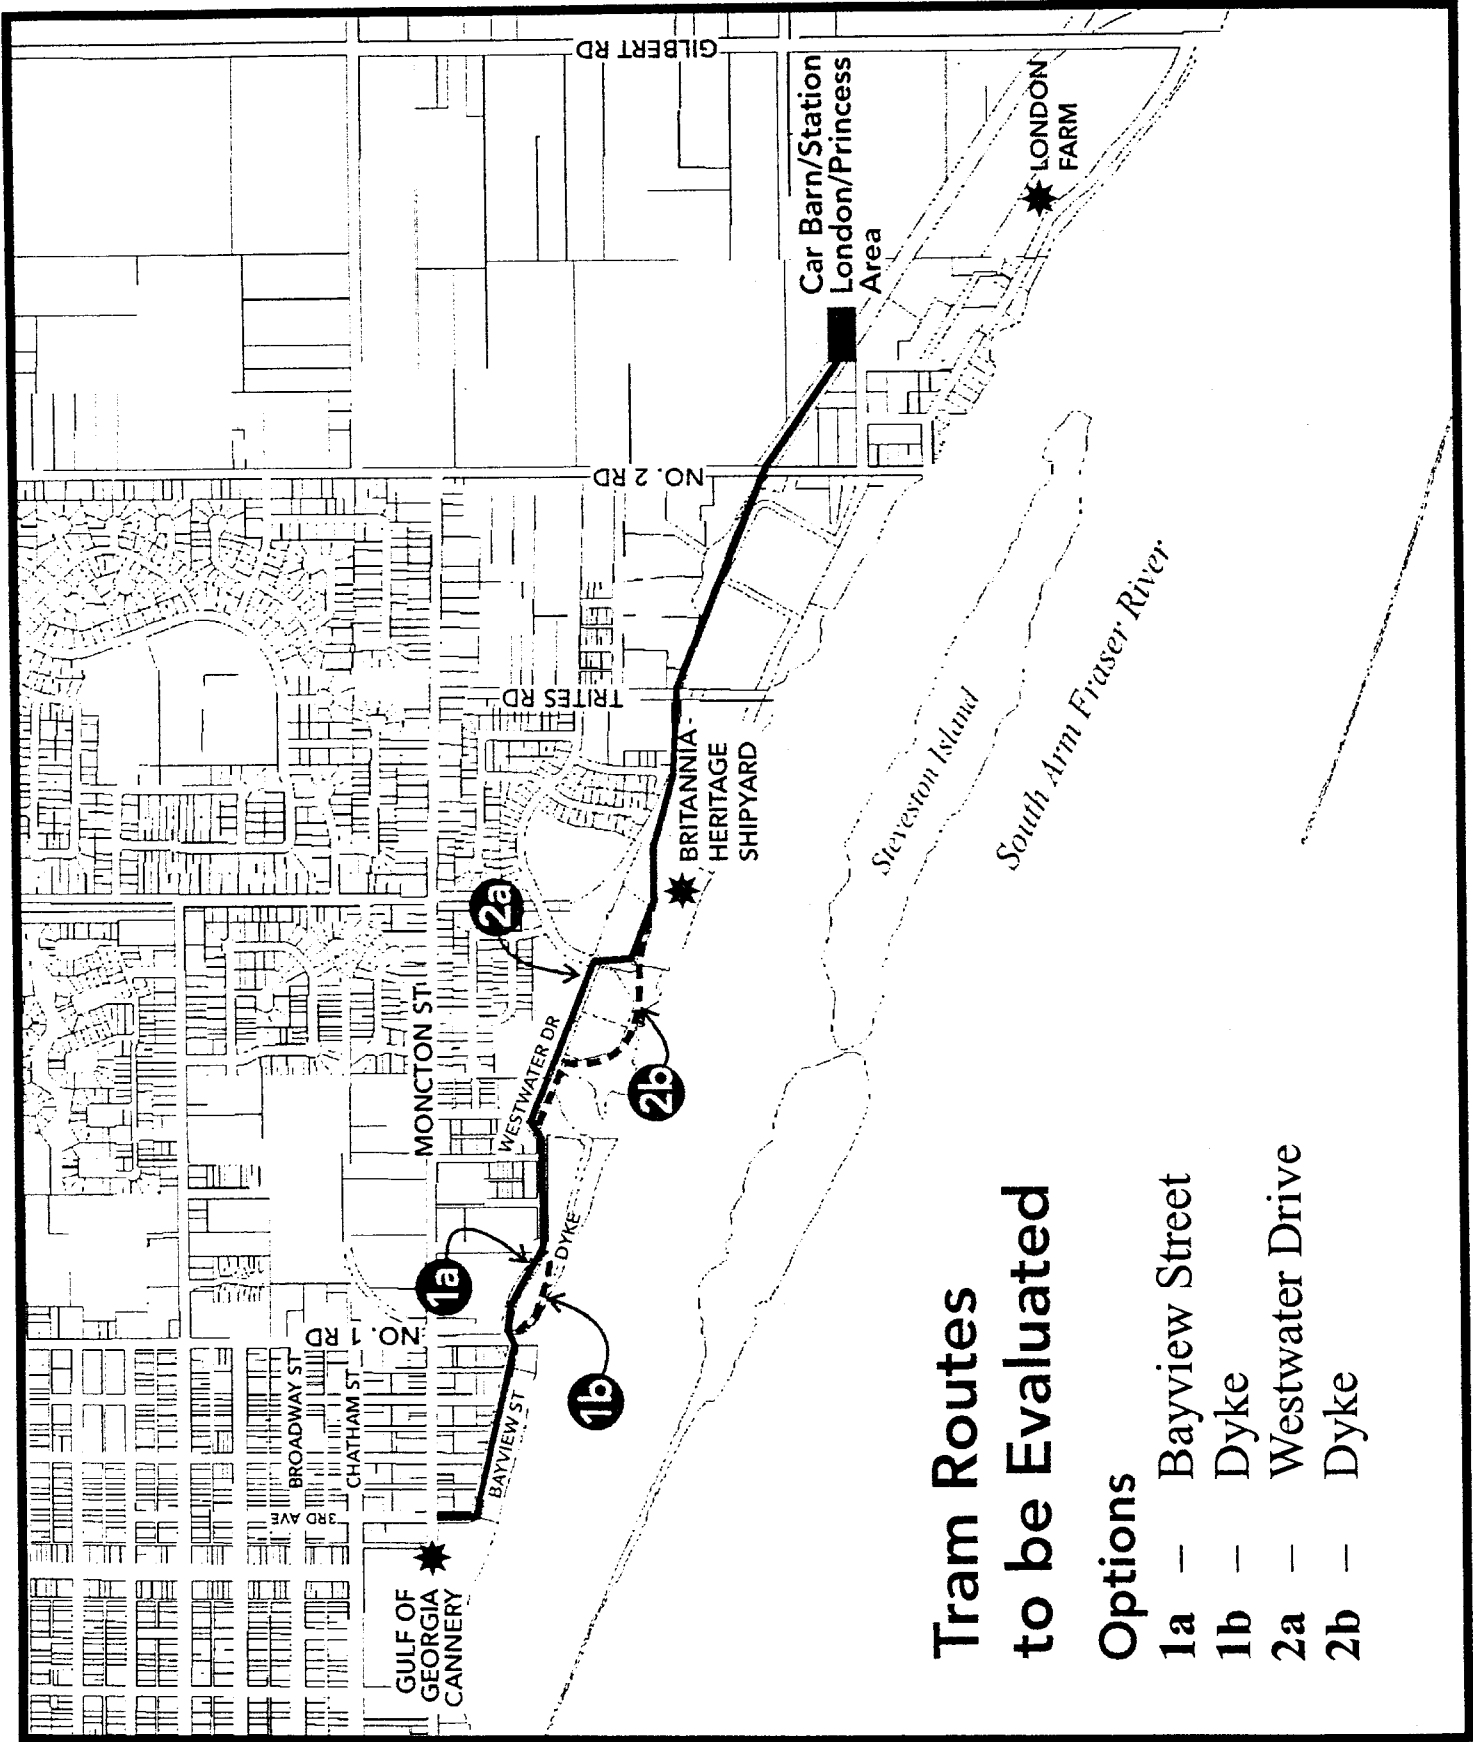 GILBERT RD
Car Barn/Station
London/Princess
Area
LONDON
FARM
NO. 2 RD
TRITES RD
BRITANNIA
HERITAGE
SHIPYARD
Steveston Island
South Arm Fraser River
2a
MONCTON ST
WESTWATER DR
2b
DYKE
1a
NO. 1 RD
1b
BROADWAY ST
CHATHAM ST
BAYVIEW ST
3RD AVE
GULF OF
GEORGIA
CANNERY
Tram Routes
to be Evaluated
Options
1a – Bayview Street
1b – Dyke
2a – Westwater Drive
2b – Dyke